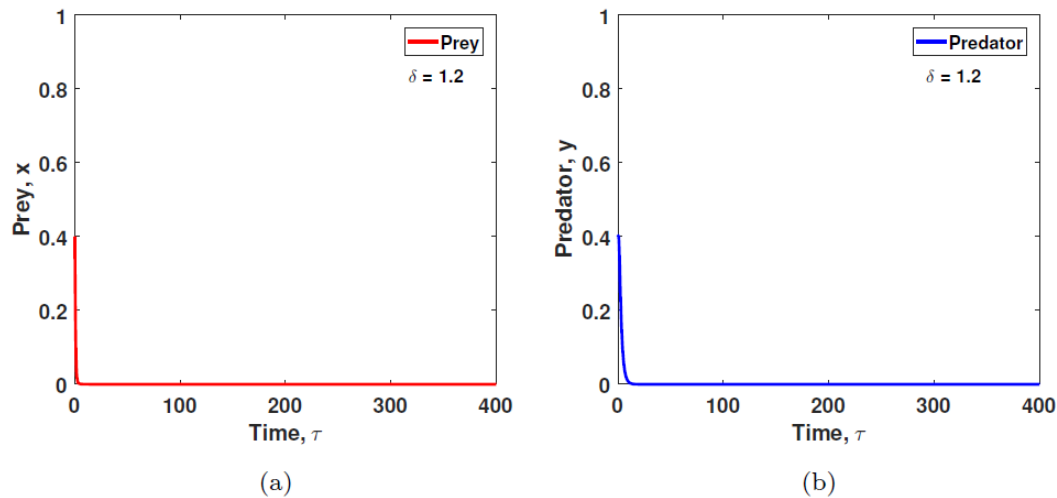 1
0.8
0.6
0.4
0.2
0
0
100
200
300
400
Prey, x
Time, τ
Prey
δ = 1.2
(a)
1
0.8
0.6
0.4
0.2
0
0
100
200
300
400
Predator, y
Time, τ
Predator
δ = 1.2
(b)